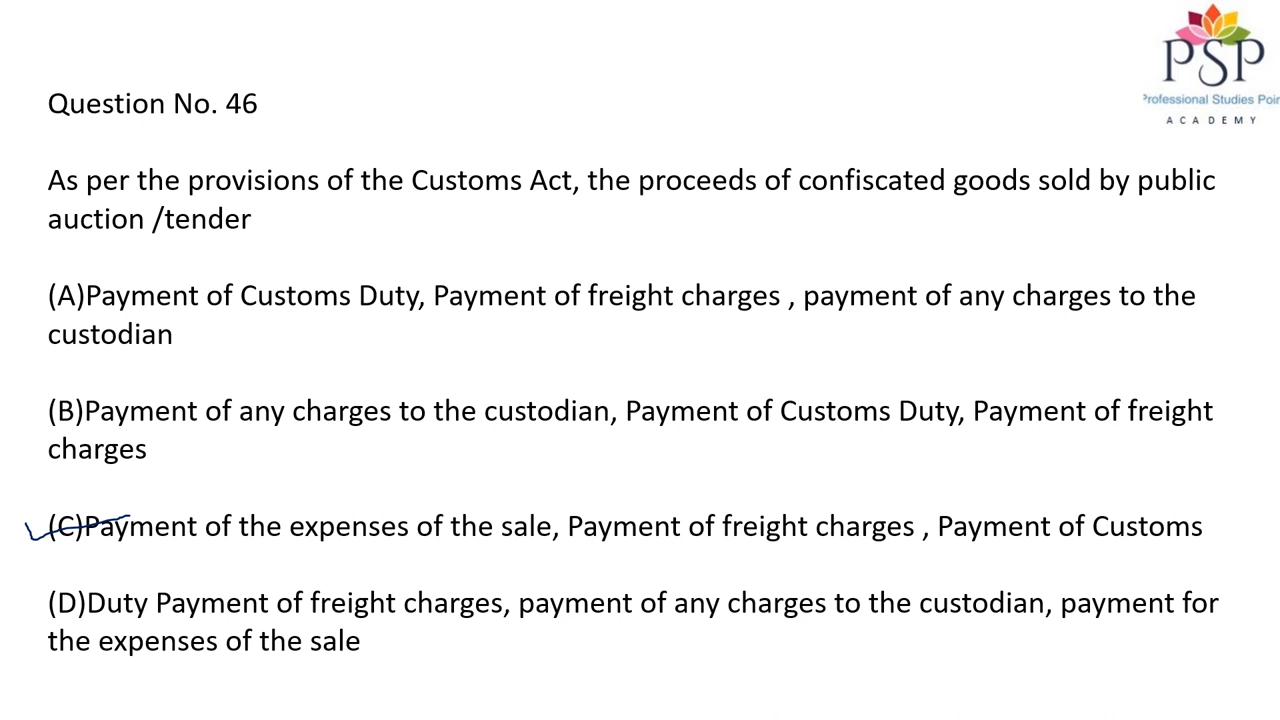 PSP
Professional Studies Poin
ACADEMY
Question No. 46
As per the provisions of the Customs Act, the proceeds of confiscated goods sold by public
auction /tender
(A)Payment of Customs Duty, Payment of freight charges , payment of any charges to the
custodian
(B)Payment of any charges to the custodian, Payment of Customs Duty, Payment of freight
charges
(C)Payment of the expenses of the sale, Payment of freight charges , Payment of Customs
(D)Duty Payment of freight charges, payment of any charges to the custodian, payment for
the expenses of the sale